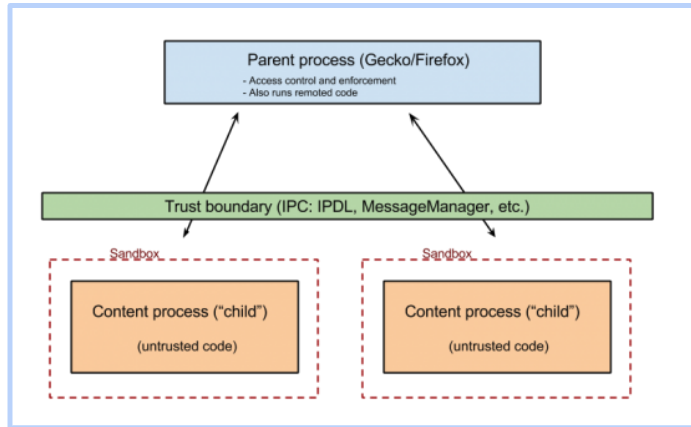 Parent process (Gecko/Firefox)
- Access control and enforcement
- Also runs remoted code
Trust boundary (IPC: IPDL, MessageManager, etc.)
Sandbox
Content process (“child”)
(untrusted code)
Sandbox
Content process (“child”)
(untrusted code)